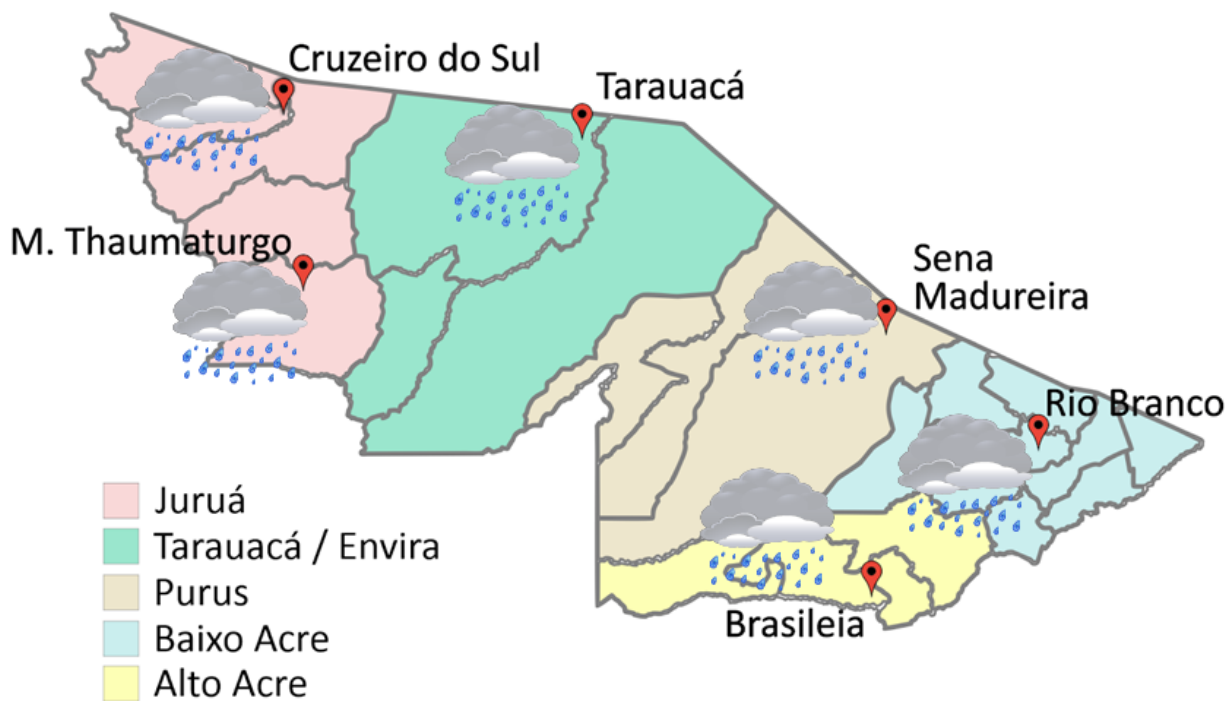 Cruzeiro do Sul
Tarauacá
M. Thaumaturgo
Sena
Madureira
Rio Branco
Brasileia
Juruá
Tarauacá / Envira
Purus
Baixo Acre
Alto Acre